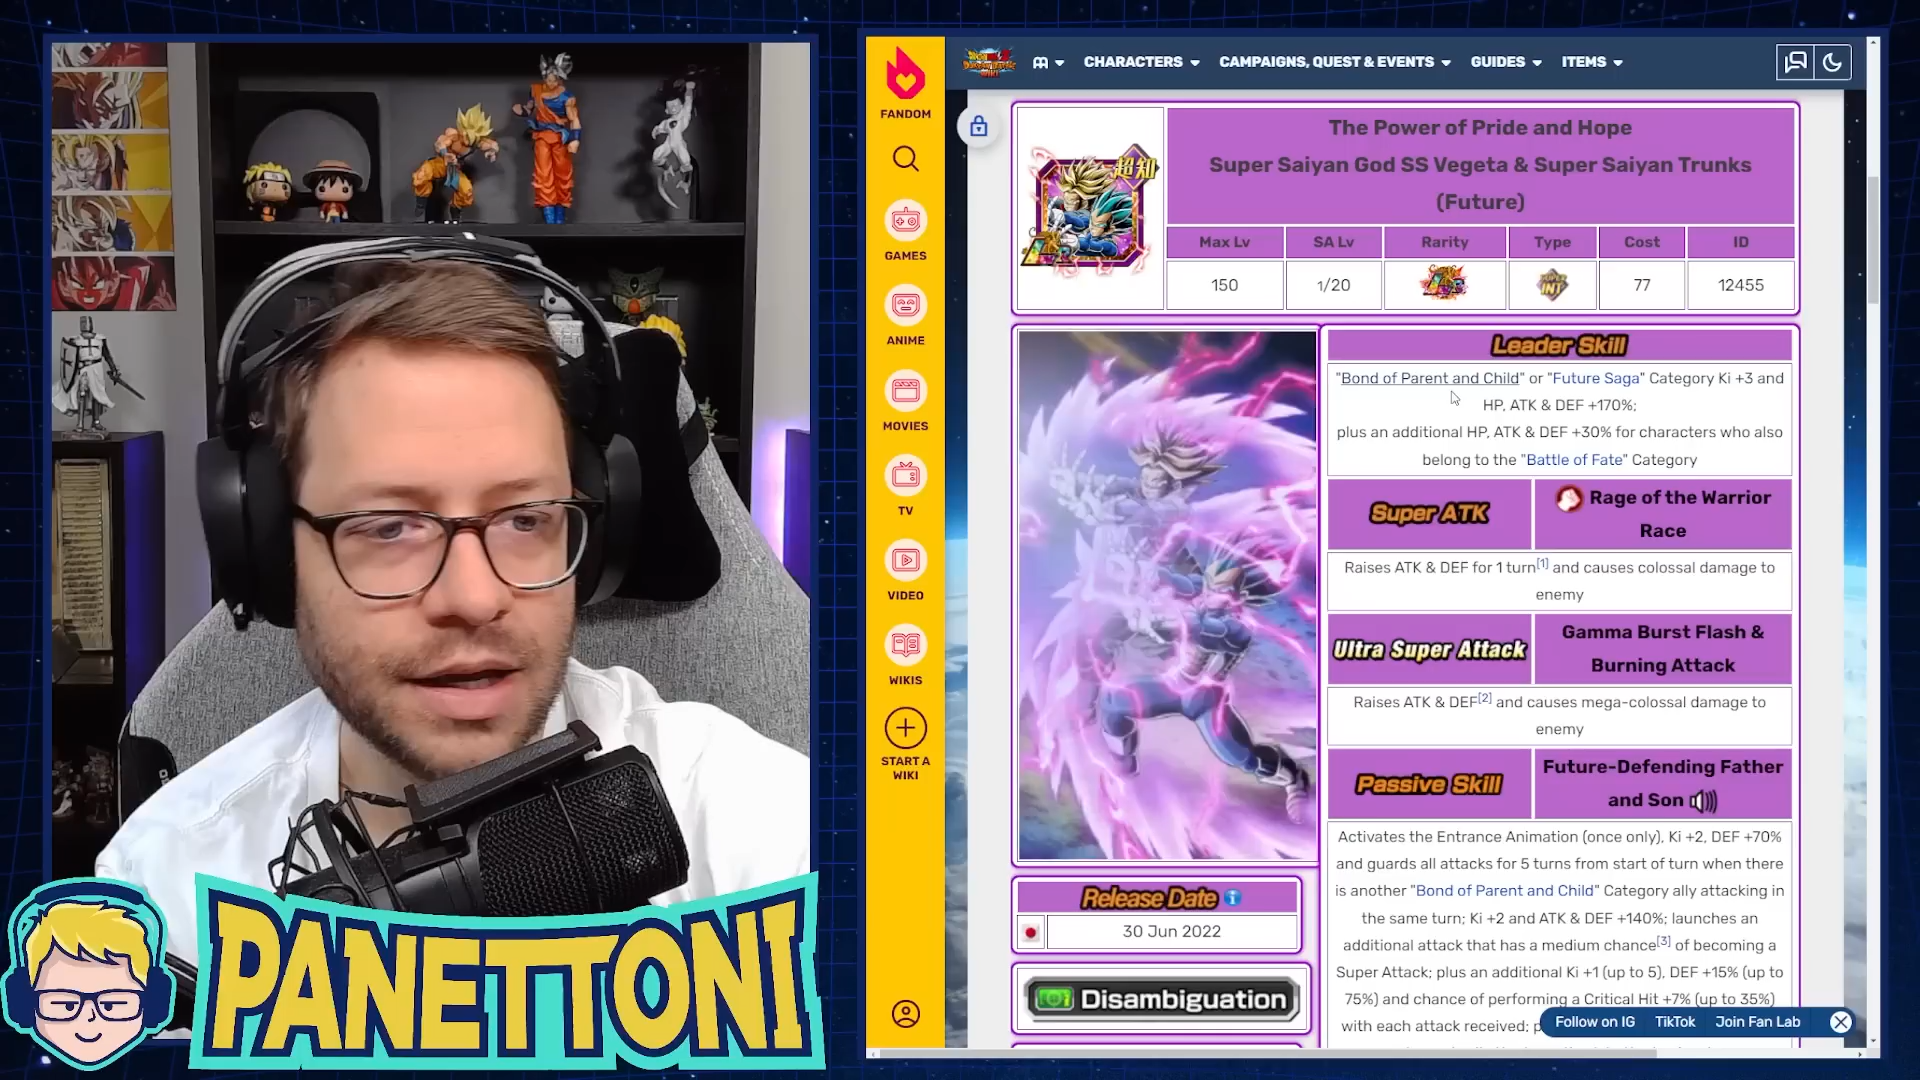 PANETTONI
FANDOM
GAMES
ANIME
MOVIES
TV
VIDEO
WIKIS
START A
WIKI
CHARACTERS
CAMPAIGNS, QUEST & EVENTS
GUIDES
ITEMS
超知
The Power of Pride and Hope
Super Saiyan God SS Vegeta & Super Saiyan Trunks
(Future)
Max Lv SA Lv Rarity Type Cost ID
150 1/20 SUPER INT 77 12455
Leader Skill
"Bond of Parent and Child" or "Future Saga" Category Ki +3 and
HP, ATK & DEF +170%;
plus an additional HP, ATK & DEF +30% for characters who also
belong to the "Battle of Fate" Category
Super ATK
Rage of the Warrior
Race
Raises ATK & DEF for 1 turn[1] and causes colossal damage to
enemy
Ultra Super Attack
Gamma Burst Flash &
Burning Attack
Raises ATK & DEF[2] and causes mega-colossal damage to
enemy
Passive Skill
Future-Defending Father
and Son
Activates the Entrance Animation (once only), Ki +2, DEF +70%
and guards all attacks for 5 turns from start of turn when there
is another "Bond of Parent and Child" Category ally attacking in
the same turn; Ki +2 and ATK & DEF +140%; launches an
additional attack that has a medium chance[3] of becoming a
Super Attack; plus an additional Ki +1 (up to 5), DEF +15% (up to
75%) and chance of performing a Critical Hit +7% (up to 35%)
with each attack received;
Release Date
30 Jun 2022
Disambiguation
Follow on IG TikTok Join Fan Lab